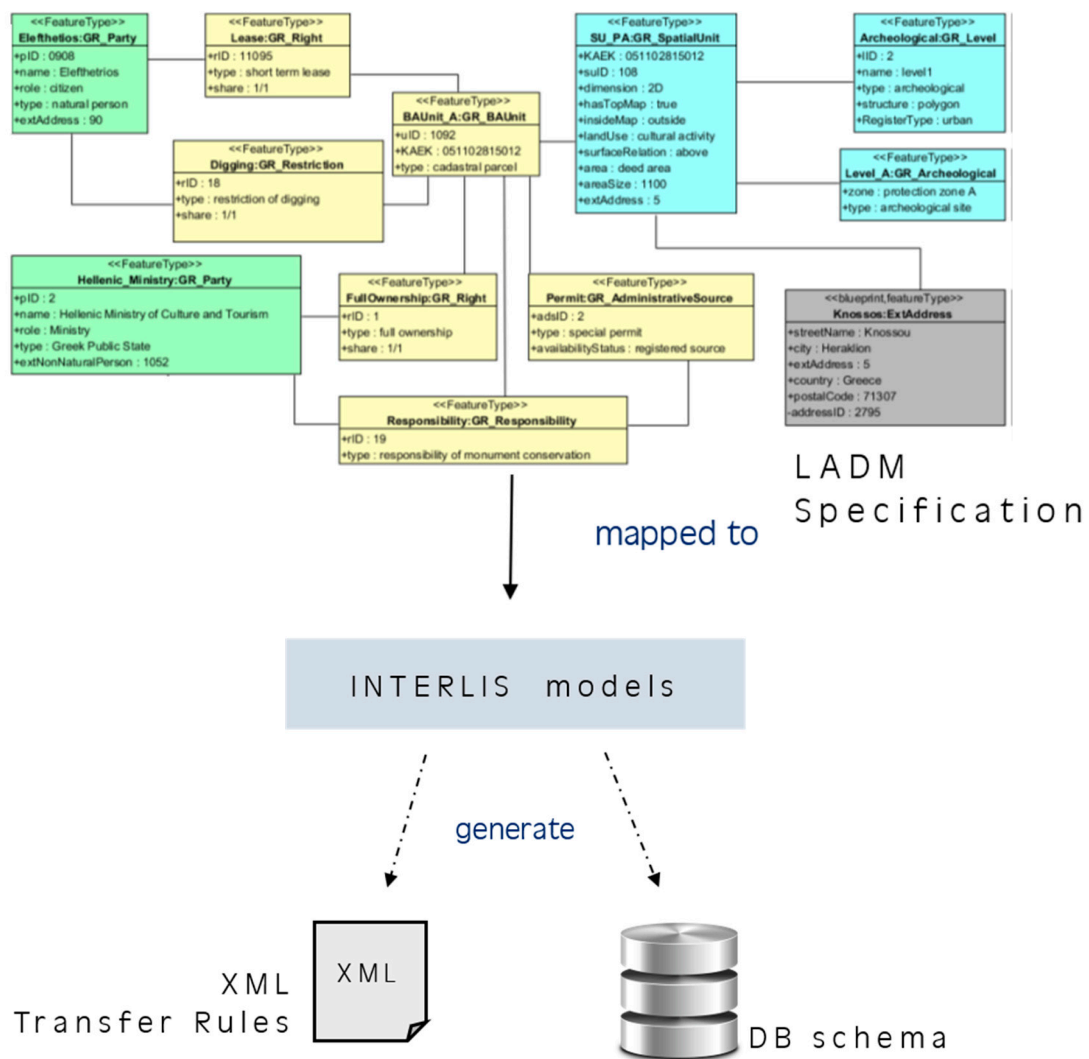 <<FeatureType>>
Elefthetios:GR_Party
+pID : 0908
+name : Elefthetrios
+role : citizen
+type : natural person
+extAddress : 90
<<FeatureType>>
Lease:GR_Right
+rID : 11095
+type : short term lease
+share : 1/1
<<FeatureType>>
BAUnit_A:GR_BAUnit
+uID : 1092
+KAEK : 051102815012
+type : cadastral parcel
<<FeatureType>>
SU_PA:GR_SpatialUnit
+KAEK : 051102815012
+suID : 108
+dimension : 2D
+hasTopMap : true
+insideMap : outside
+landUse : cultural activity
+surfaceRelation : above
+area : deed area
+areaSize : 1100
+extAddress : 5
<<FeatureType>>
Archeological:GR_Level
+lID : 2
+name : level1
+type : archeological
+structure : polygon
+RegisterType : urban
<<FeatureType>>
Digging:GR_Restriction
+rID : 18
+type : restriction of digging
+share : 1/1
<<FeatureType>>
Level_A:GR_Archeological
+zone : protection zone A
+type : archeological site
<<FeatureType>>
Hellenic_Ministry:GR_Party
+pID : 2
+name : Hellenic Ministry of Culture and Tourism
+role : Ministry
+type : Greek Public State
+extNonNaturalPerson : 1052
<<FeatureType>>
FullOwnership:GR_Right
+rID : 1
+type : full ownership
+share : 1/1
<<FeatureType>>
Permit:GR_AdministrativeSource
+adsID : 2
+type : special permit
+availabilityStatus : registered source
<<blueprint,featureType>>
Knossos:ExtAddress
+streetName : Knossou
+city : Heraklion
+extAddress : 5
+country : Greece
+postalCode : 71307
-addressID : 2795
<<FeatureType>>
Responsibility:GR_Responsibility
+rID : 19
+type : responsibility of monument conservation
LADM
Specification
mapped to
INTERLIS models
generate
XML
XML
Transfer Rules
DB schema